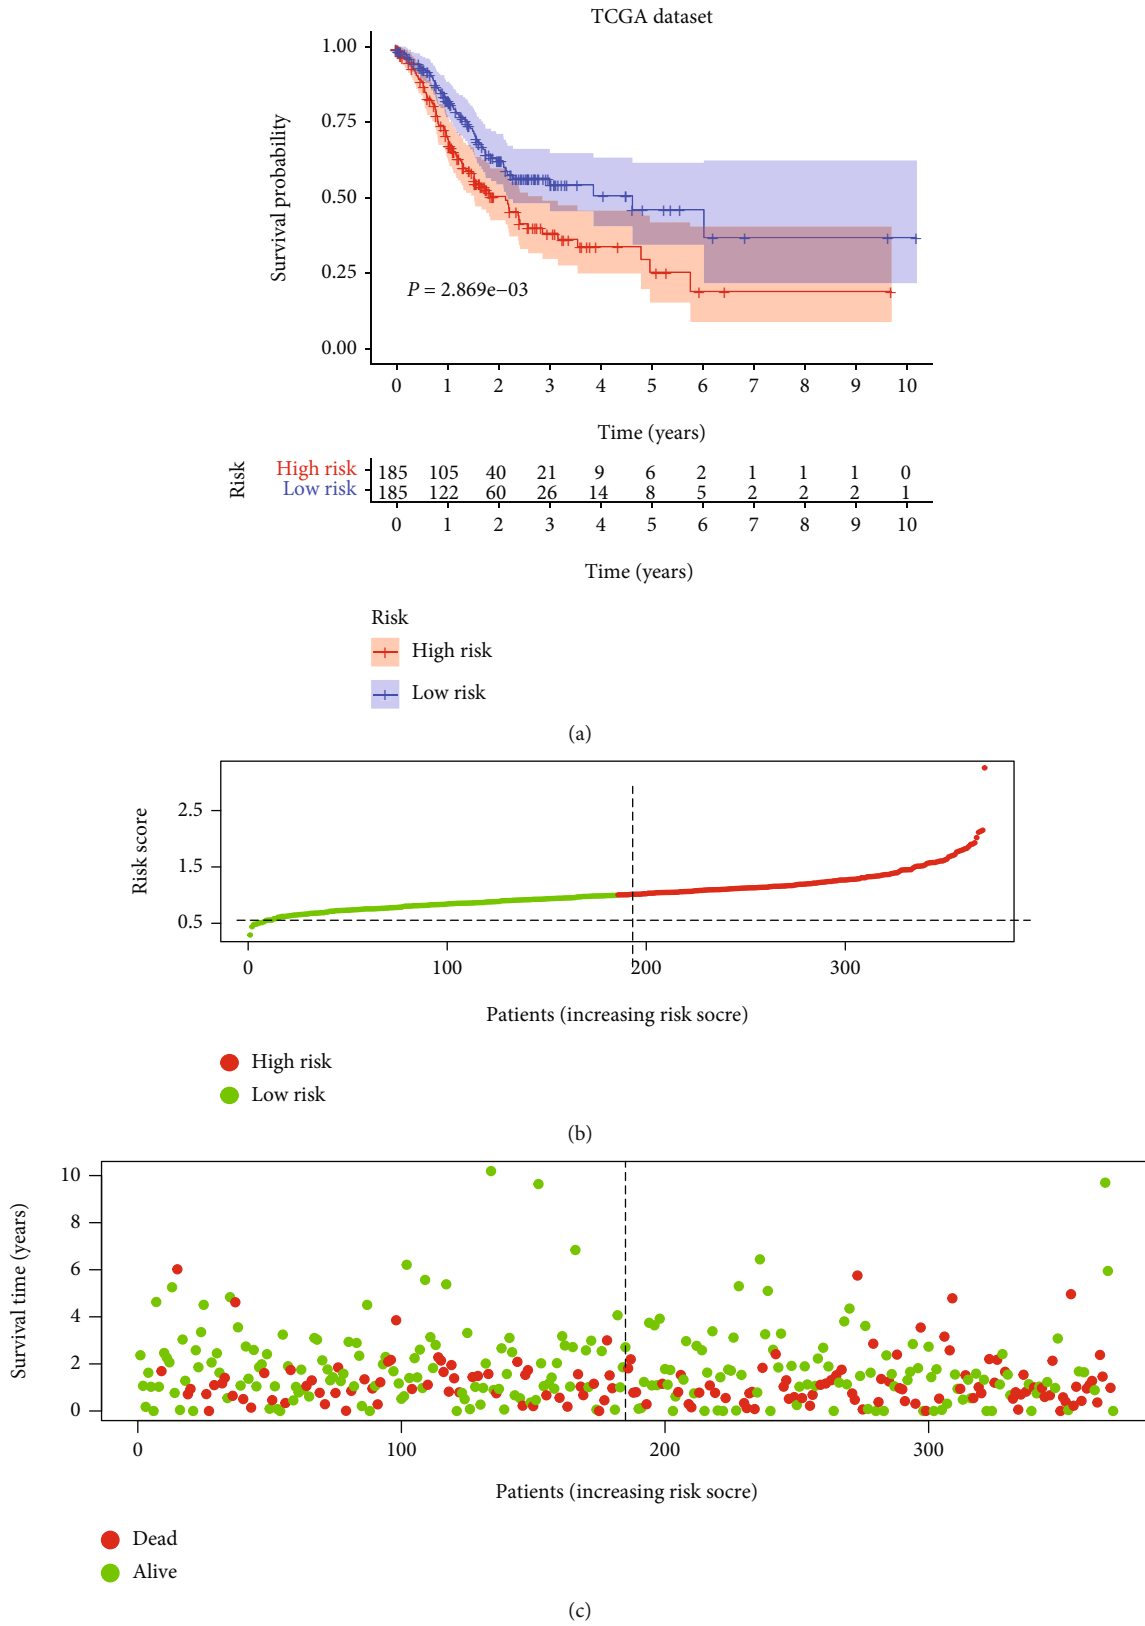 TCGA dataset
1.00
0.75
0.50
0.25
0.00
Survival probability
P = 2.869e−03
0 1 2 3 4 5 6 7 8 9 10
Time (years)
Risk
High risk 185 105 40 21 9 6 2 1 1 1 0
Low risk 185 122 60 26 14 8 5 2 2 2 1
0 1 2 3 4 5 6 7 8 9 10
Time (years)
Risk
High risk
Low risk
(a)
2.5
1.5
0.5
Risk score
0 100 200 300
Patients (increasing risk socre)
High risk
Low risk
(b)
10
8
6
4
2
0
Survival time (years)
0 100 200 300
Patients (increasing risk socre)
Dead
Alive
(c)